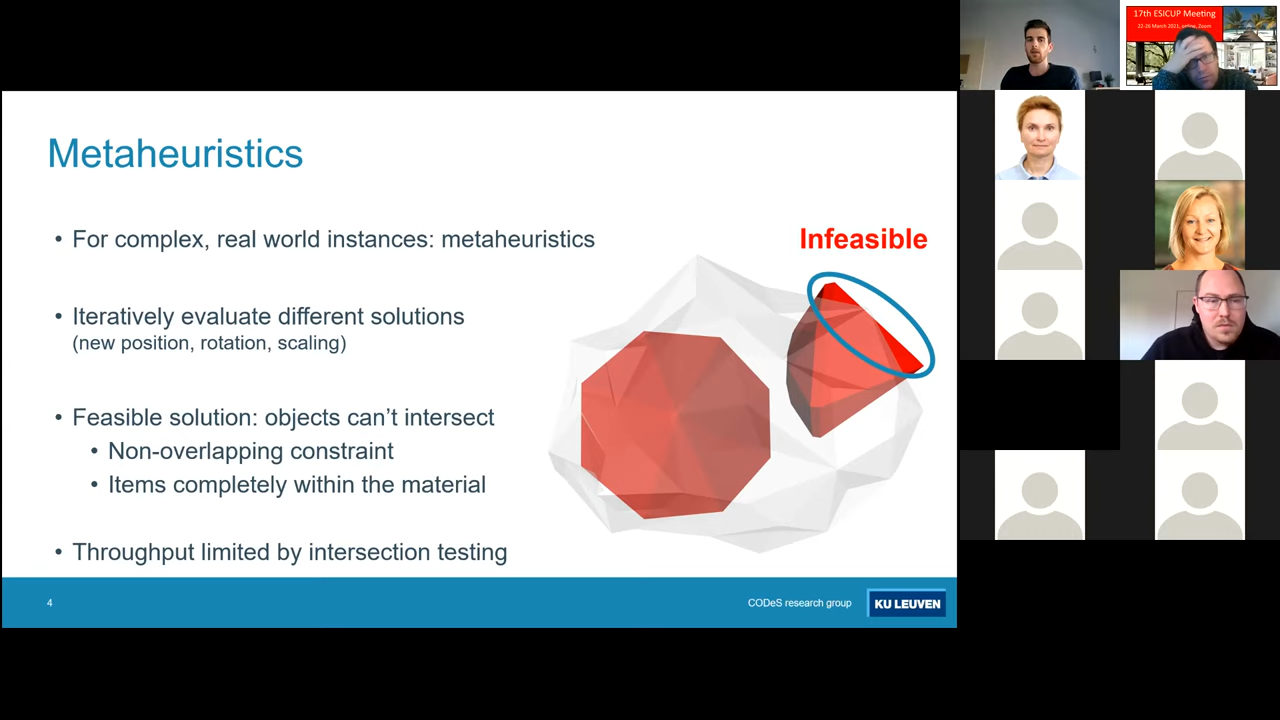 17th ESICUP Meeting
22-26 March 2021, online, Zoom
Metaheuristics
• For complex, real world instances: metaheuristics
Infeasible
• Iteratively evaluate different solutions
(new position, rotation, scaling)
• Feasible solution: objects can’t intersect
• Non-overlapping constraint
• Items completely within the material
• Throughput limited by intersection testing
4
CODeS research group
KU LEUVEN